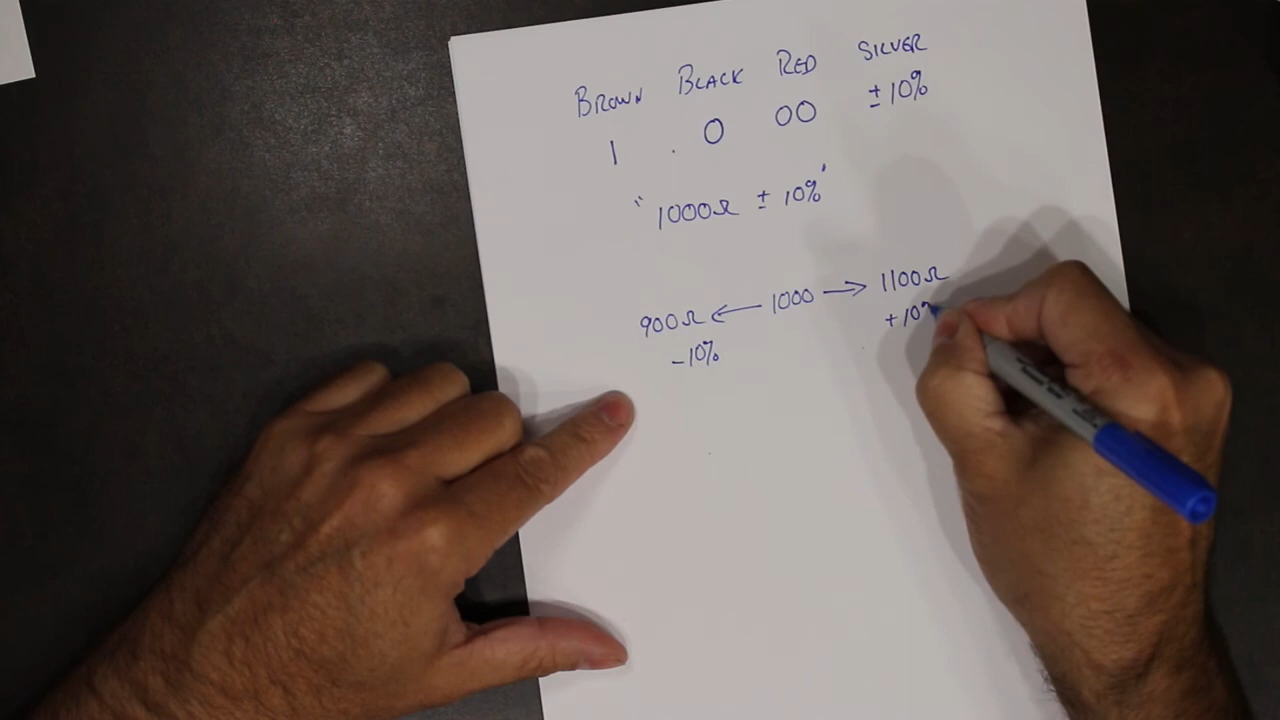 BROWN BLACK RED SILVER
1 0 00 ±10%
"1000Ω ± 10%"
900Ω ← 1000 → 1100Ω
-10% +10%